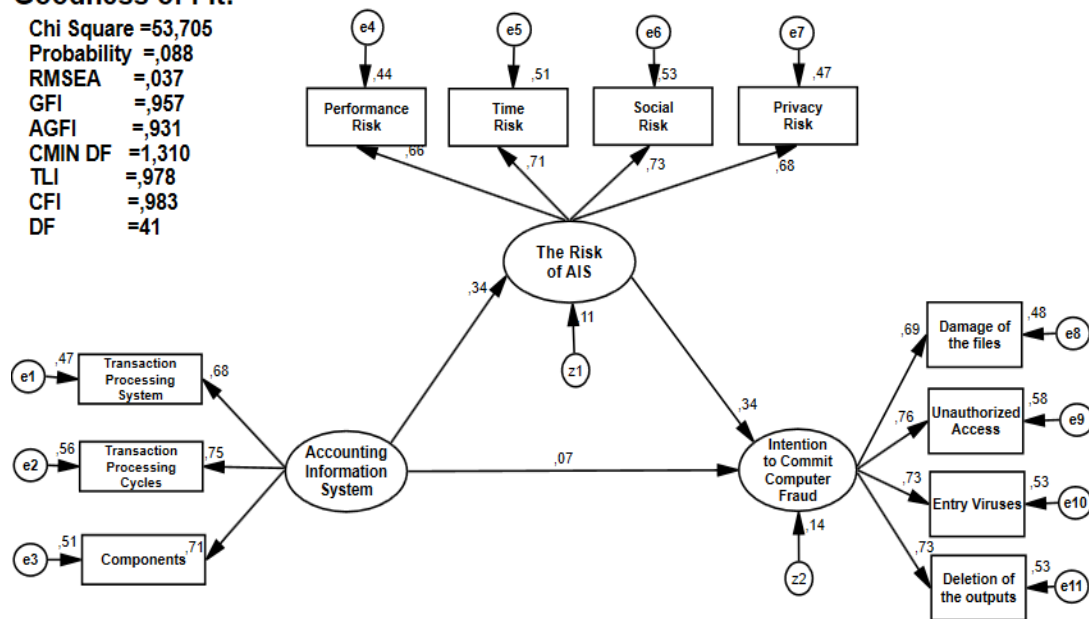 Goodness of Fit:
Chi Square =53,705
Probability =,088
RMSEA =,037
GFI =,957
AGFI =,931
CMIN DF =1,310
TLI =,978
CFI =,983
DF =41
e4
e5
e6
e7
,44
,51
,53
,47
Performance
Risk
Time
Risk
Social
Risk
Privacy
Risk
,66
,71
,73
,68
The Risk
of AIS
,34
11
z1
e1
,47
Transaction
Processing
System
,68
e2
,56
Transaction
Processing
Cycles
,75
e3
,51
Components
,71
Accounting
Information
System
,07
,34
Intention
to Commit
Computer
Fraud
,14
z2
,69
Damage of
the files
,48
e8
,76
Unauthorized
Access
,58
e9
,73
Entry Viruses
,53
e10
,73
Deletion of
the outputs
,53
e11